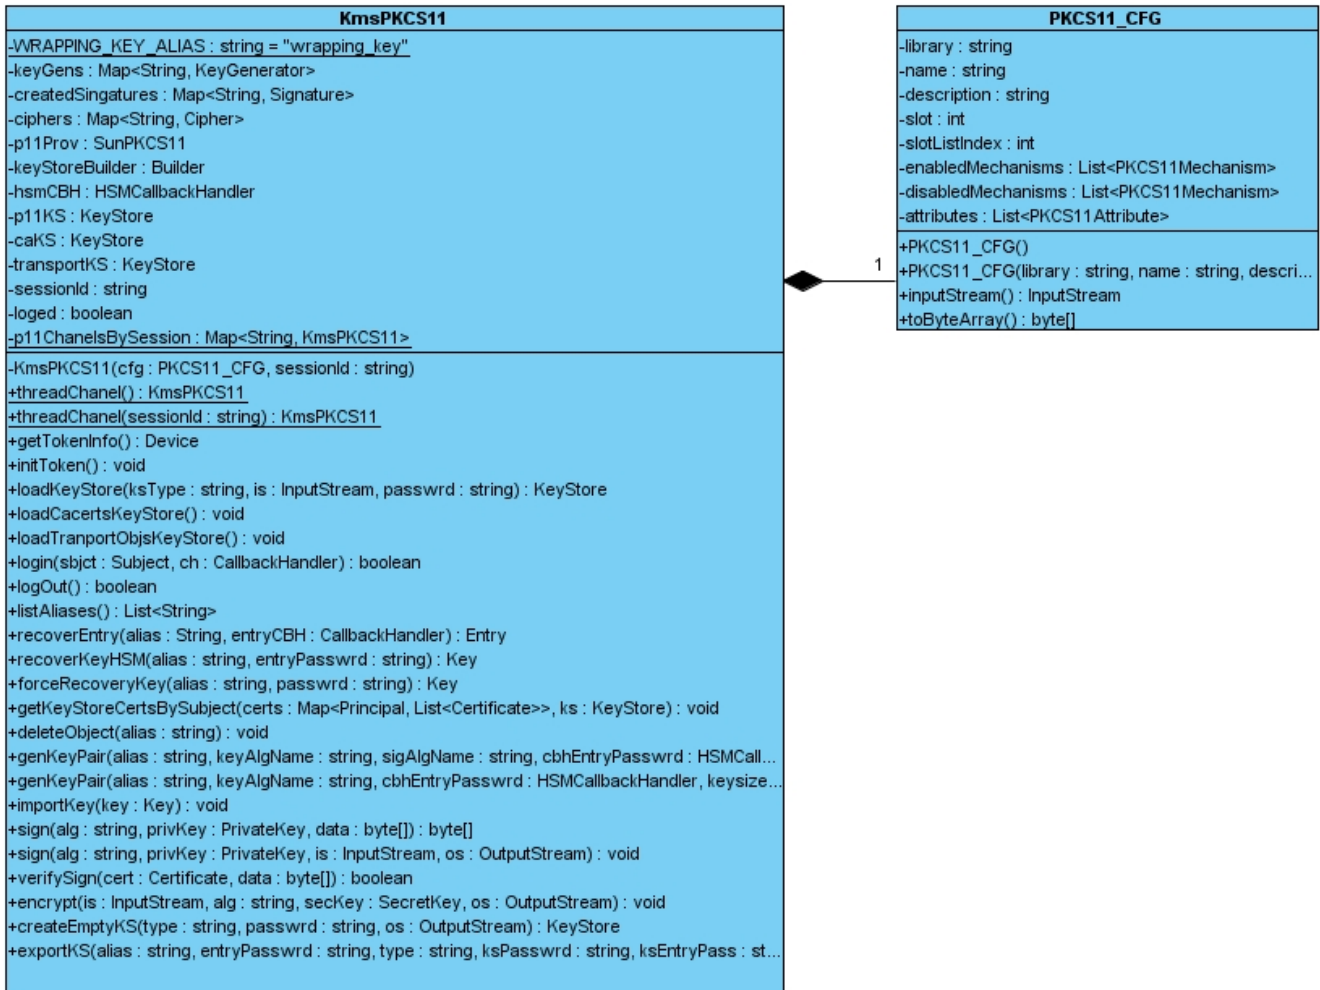 KmsPKCS11
-WRAPPING_KEY_ALIAS : string = "wrapping_key"
-keyGens : Map<String, KeyGenerator>
-createdSingatures : Map<String, Signature>
-ciphers : Map<String, Cipher>
-p11Prov : SunPKCS11
-keyStoreBuilder : Builder
-hsmCBH : HSMCallbackHandler
-p11KS : KeyStore
-caKS : KeyStore
-transportKS : KeyStore
-sessionId : string
-loged : boolean
-p11ChanelsBySession : Map<String, KmsPKCS11>
-KmsPKCS11(cfg : PKCS11_CFG, sessionId : string)
+threadChanel() : KmsPKCS11
+threadChanel(sessionId : string) : KmsPKCS11
+getTokenInfo() : Device
+initToken() : void
+loadKeyStore(ksType : string, is : InputStream, passwrd : string) : KeyStore
+loadCacertsKeyStore() : void
+loadTranportObjsKeyStore() : void
+login(sbjct : Subject, ch : CallbackHandler) : boolean
+logOut() : boolean
+listAliases() : List<String>
+recoverEntry(alias : String, entryCBH : CallbackHandler) : Entry
+recoverKeyHSM(alias : string, entryPasswrd : string) : Key
+forceRecoveryKey(alias : string, passwrd : string) : Key
+getKeyStoreCertsBySubject(certs : Map<Principal, List<Certificate>>, ks : KeyStore) : void
+deleteObject(alias : string) : void
+genKeyPair(alias : string, keyAlgName : string, sigAlgName : string, cbhEntryPasswrd : HSMCall...
+genKeyPair(alias : string, keyAlgName : string, cbhEntryPasswrd : HSMCallbackHandler, keysize...
+importKey(key : Key) : void
+sign(alg : string, privKey : PrivateKey, data : byte[]) : byte[]
+sign(alg : string, privKey : PrivateKey, is : InputStream, os : OutputStream) : void
+verifySign(cert : Certificate, data : byte[]) : boolean
+encrypt(is : InputStream, alg : string, secKey : SecretKey, os : OutputStream) : void
+createEmptyKS(type : string, passwrd : string, os : OutputStream) : KeyStore
+exportKS(alias : string, entryPasswrd : string, type : string, ksPasswrd : string, ksEntryPass : st...
1
PKCS11_CFG
-library : string
-name : string
-description : string
-slot : int
-slotListIndex : int
-enabledMechanisms : List<PKCS11Mechanism>
-disabledMechanisms : List<PKCS11Mechanism>
-attributes : List<PKCS11Attribute>
+PKCS11_CFG()
+PKCS11_CFG(library : string, name : string, descri...
+inputStream() : InputStream
+toByteArray() : byte[]